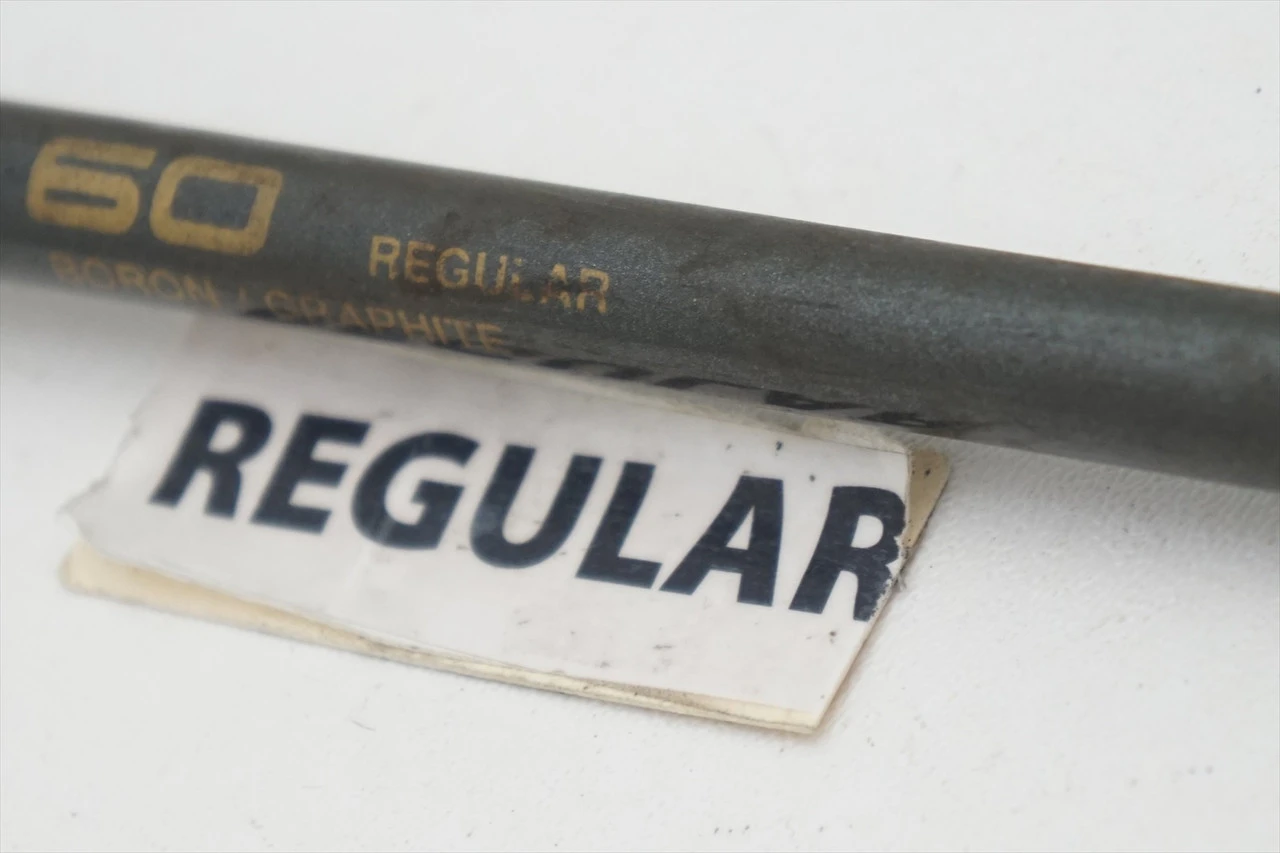 60
REGULAR
BORON / GRAPHITE
REGULAR